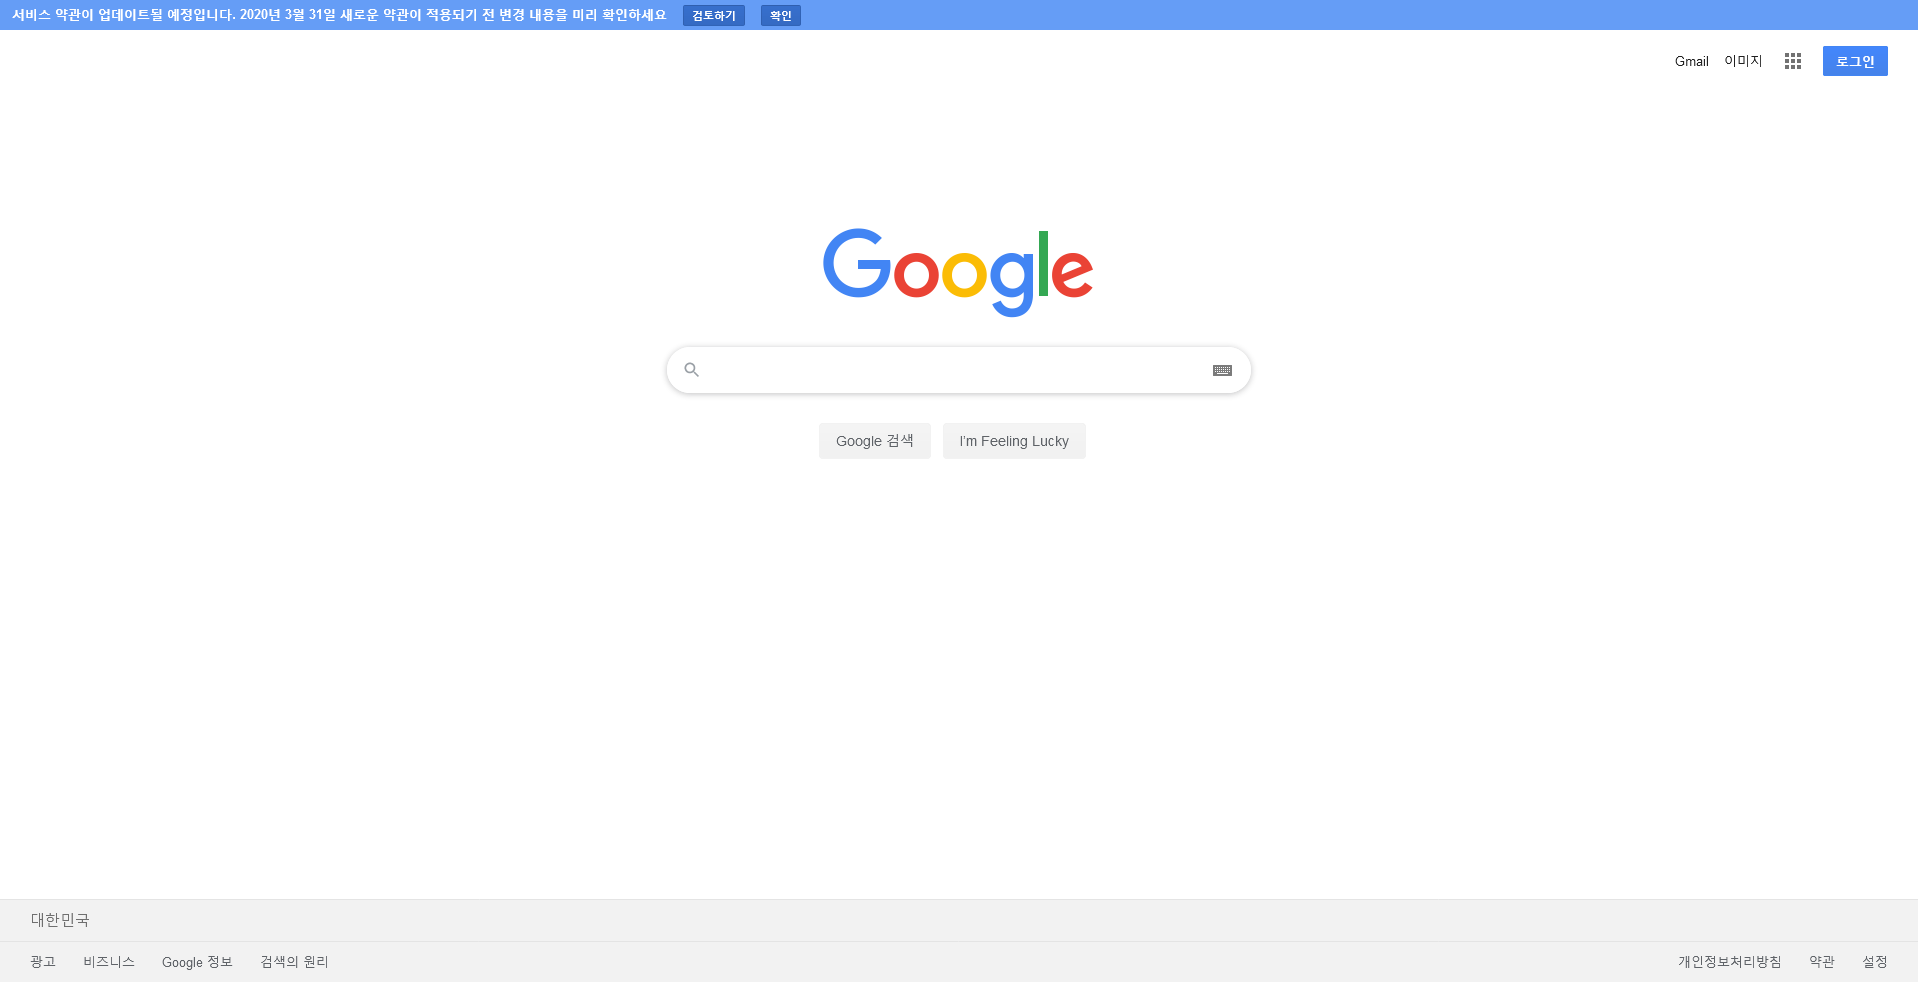 서비스 약관이 업데이트될 예정입니다. 2020년 3월 31일 새로운 약관이 적용되기 전 변경 내용을 미리 확인하세요 검토하기 확인
Gmail 이미지 로그인
Google
Google 검색 I'm Feeling Lucky
대한민국
광고 비즈니스 Google 정보 검색의 원리 개인정보처리방침 약관 설정